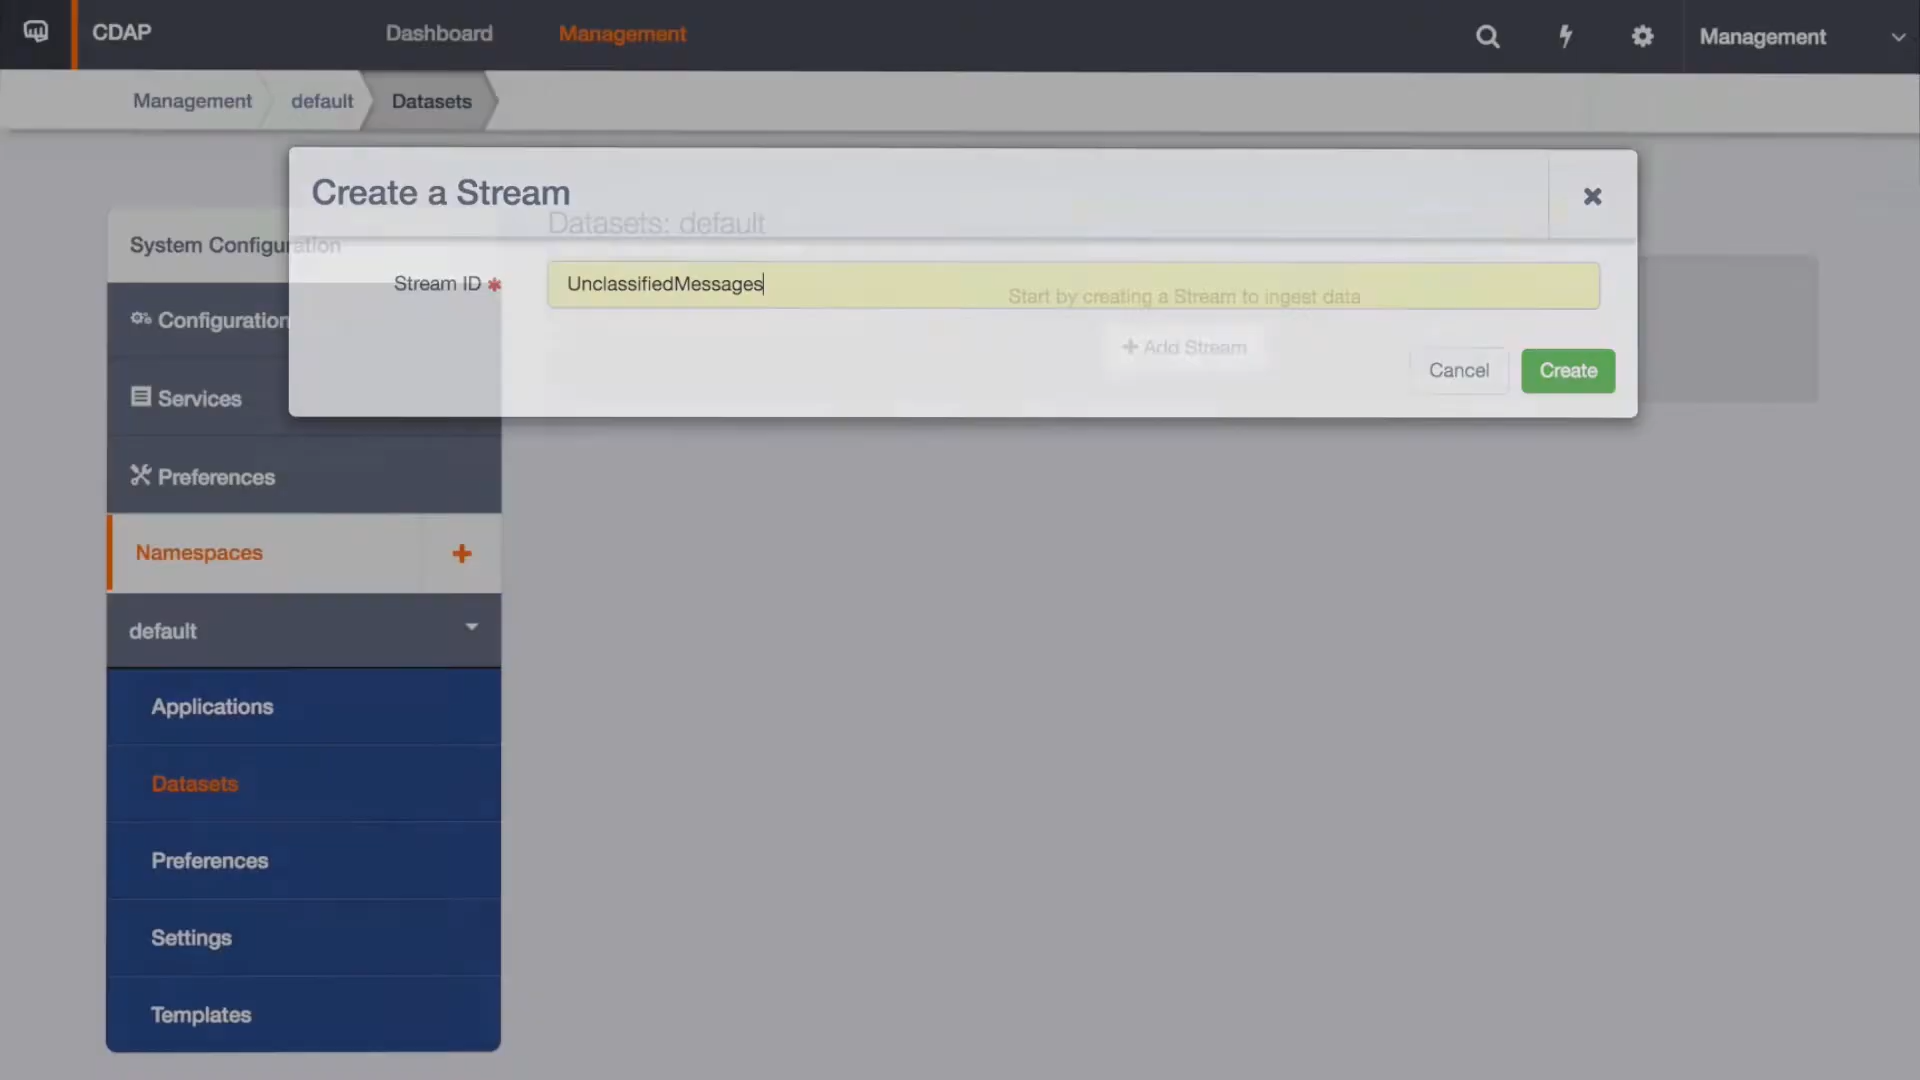 CDAP
Dashboard
Management
Management
Management
default
Datasets
Create a Stream
Datasets: default
System Configuration
Stream ID *
UnclassifiedMessages
Start by creating a Stream to ingest data
+ Add Stream
Cancel
Create
Configuration
Services
Preferences
Namespaces
+
default
Applications
Datasets
Preferences
Settings
Templates